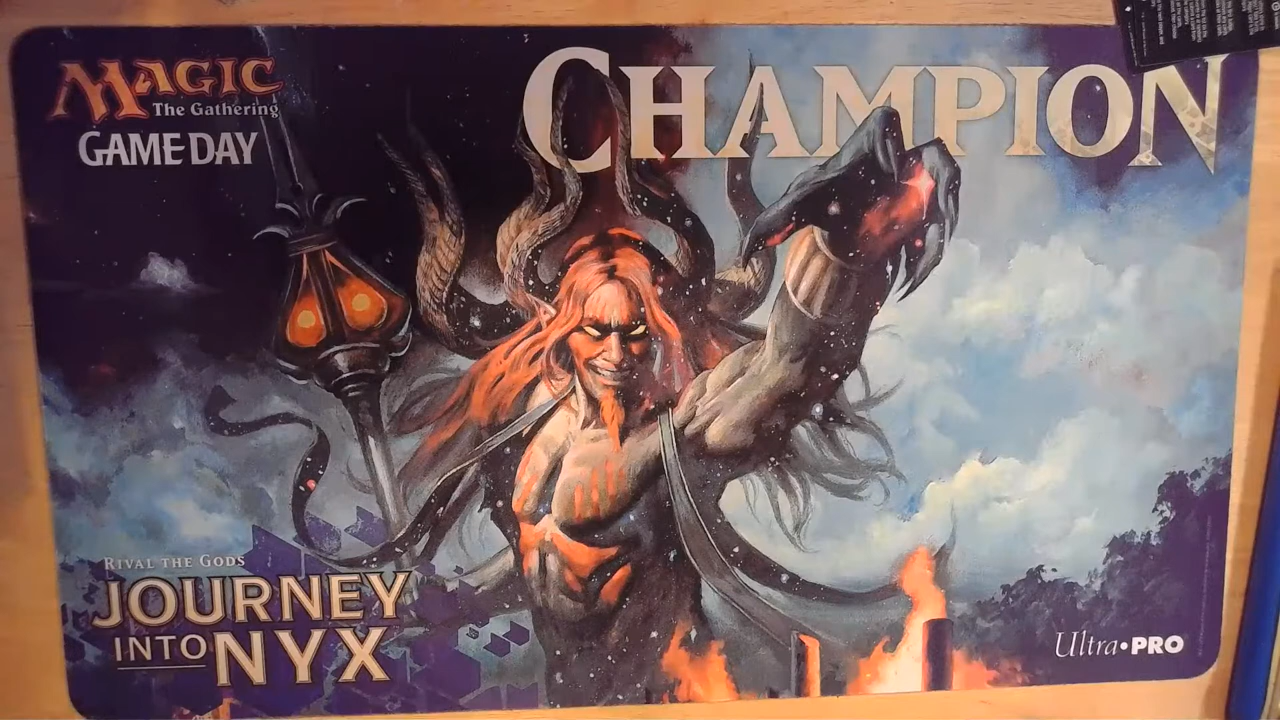 MAGIC
The Gathering
GAME DAY
CHAMPION
RIVAL THE GODS
JOURNEY
INTO NYX
Ultra•PRO